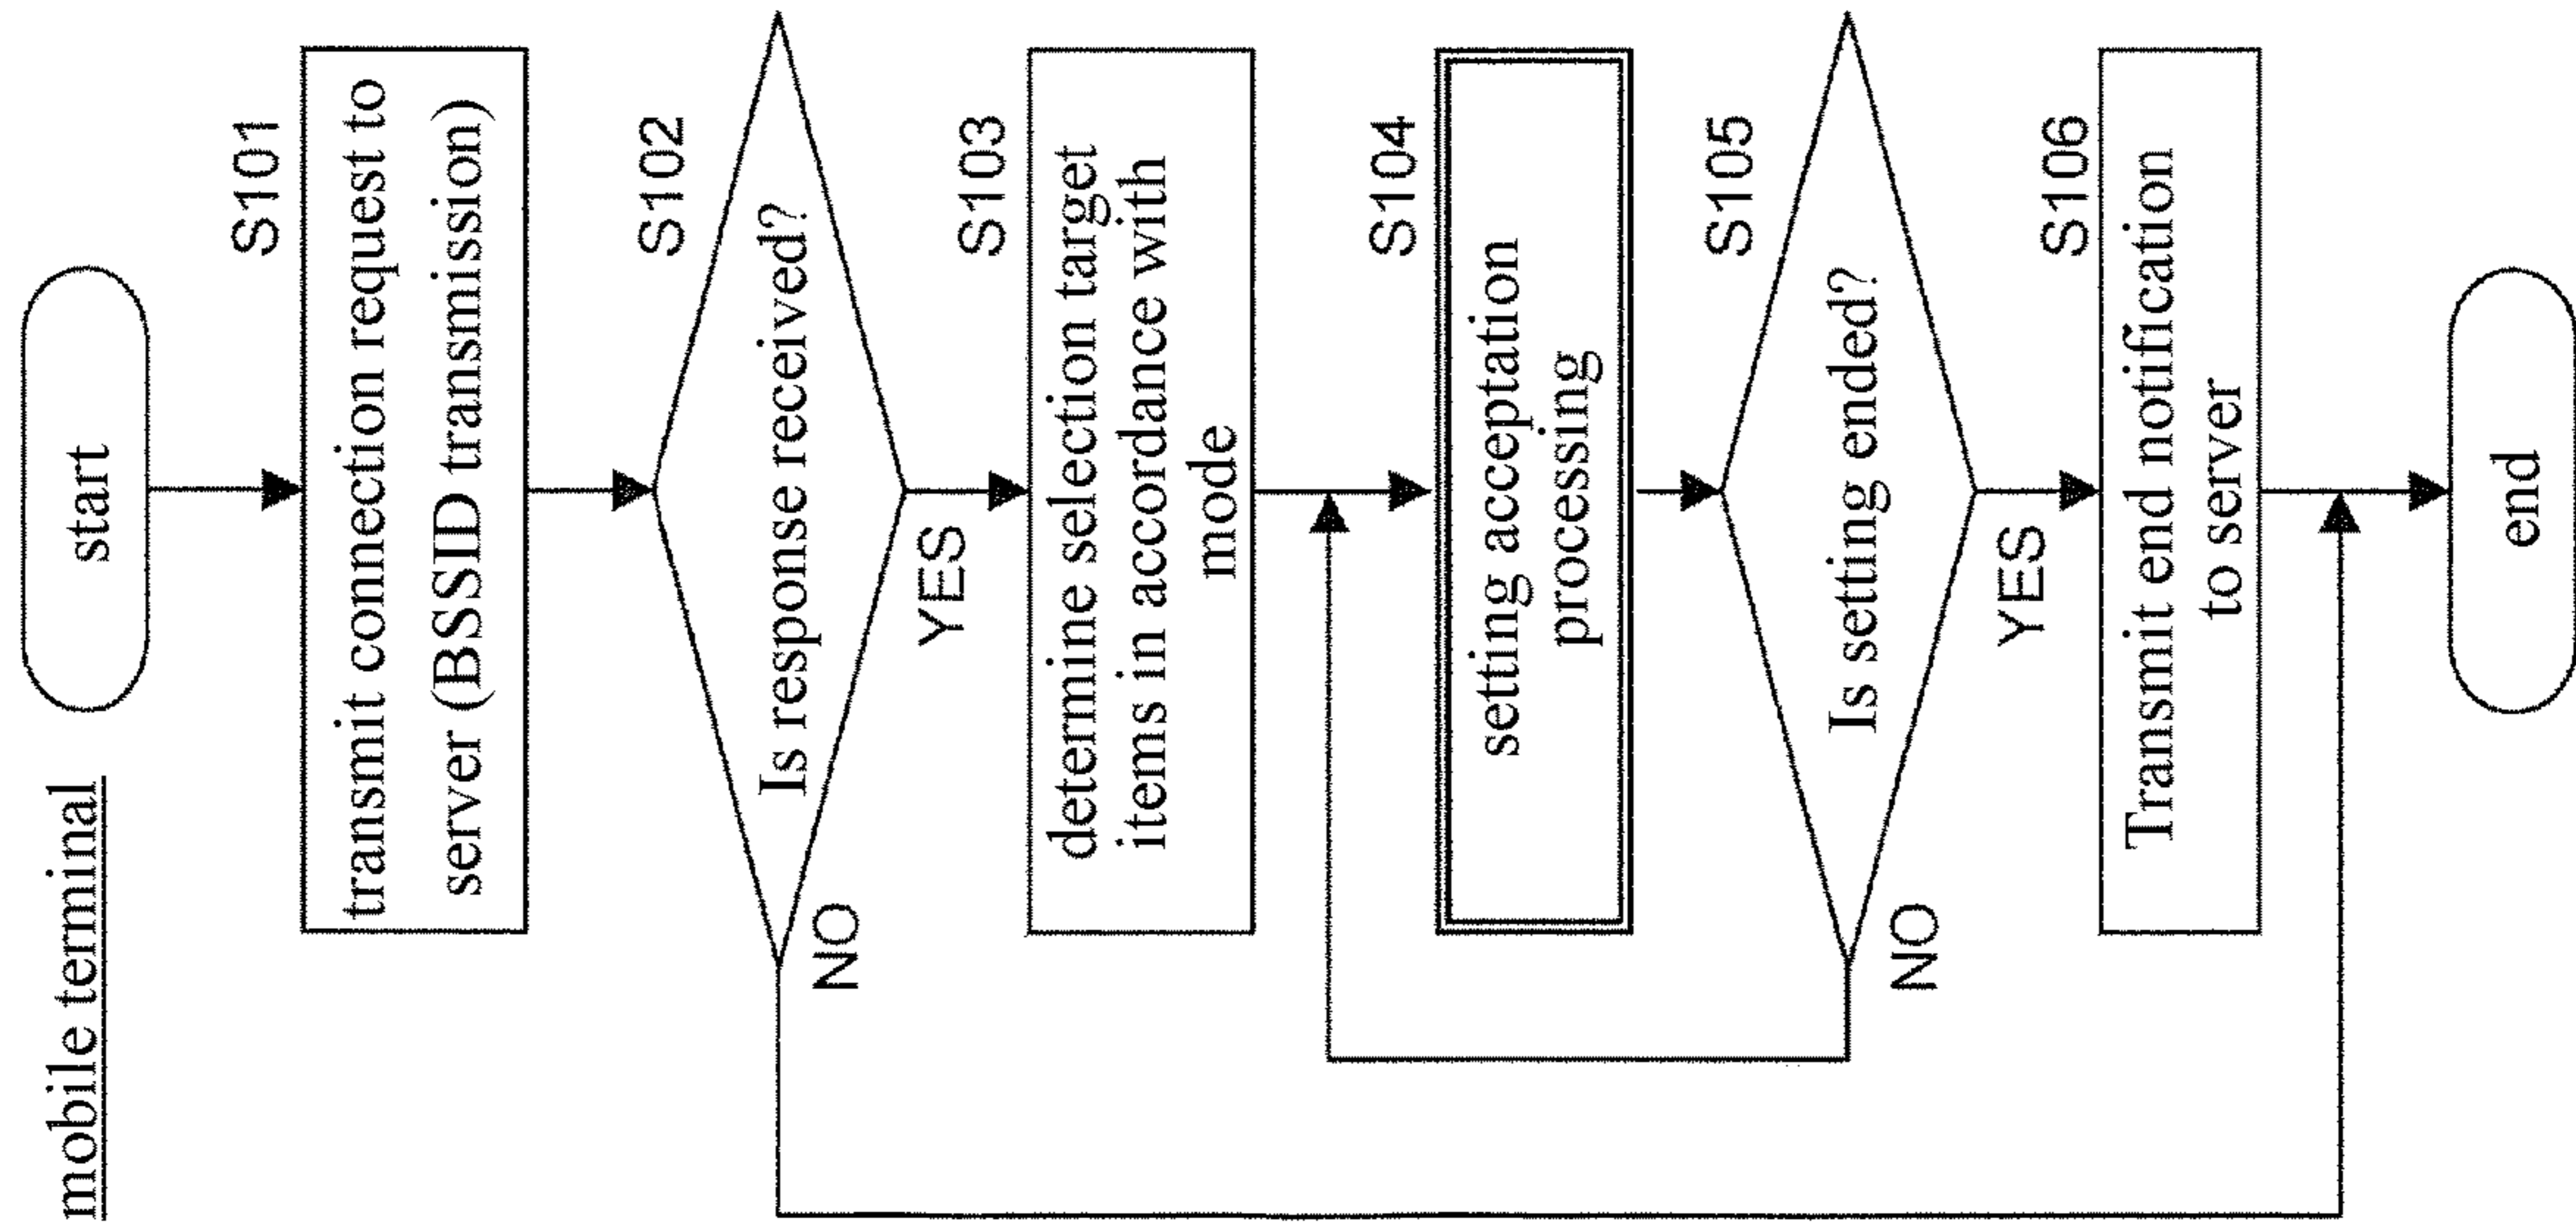 mobile terminal
start
S101
transmit connection request to
server (BSSID transmission)
S102
Is response received?
NO
YES
S103
determine selection target
items in accordance with
mode
S104
setting acceptation
processing
S105
Is setting ended?
NO
YES
S106
Transmit end notification
to server
end